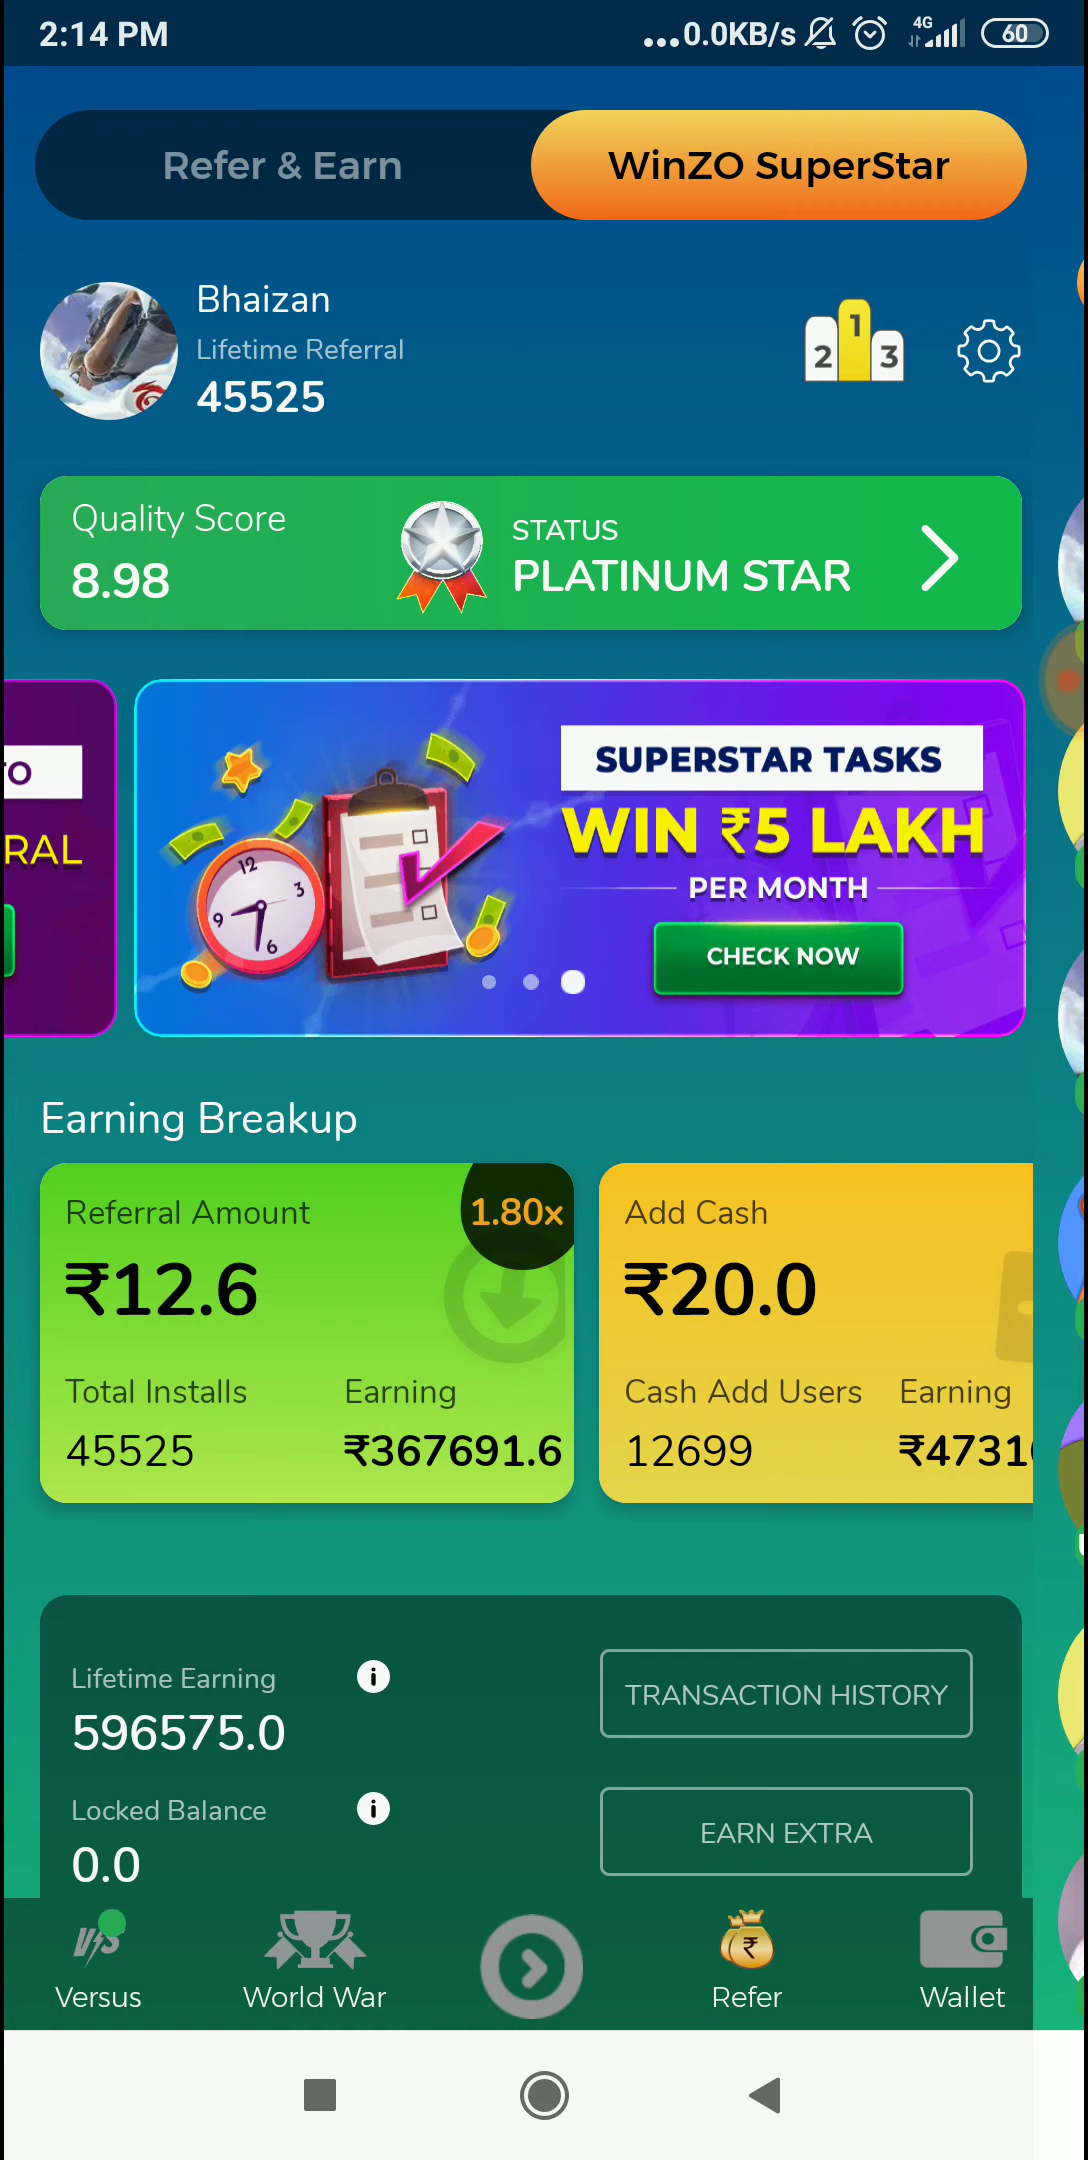 2:14 PM
...0.0KB/s 4G 60
Refer & Earn
WinZO SuperStar
Bhaizan
Lifetime Referral
45525
2 1 3
Quality Score
8.98
STATUS
PLATINUM STAR
TO
RAL
12
3
9
6
SUPERSTAR TASKS
WIN ₹5 LAKH
PER MONTH
CHECK NOW
Earning Breakup
Referral Amount
1.80x
₹12.6
Total Installs
Earning
45525
₹367691.6
Add Cash
₹20.0
Cash Add Users
Earning
12699
₹4731
Lifetime Earning
596575.0
TRANSACTION HISTORY
Locked Balance
0.0
EARN EXTRA
Versus
World War
₹
Refer
Wallet